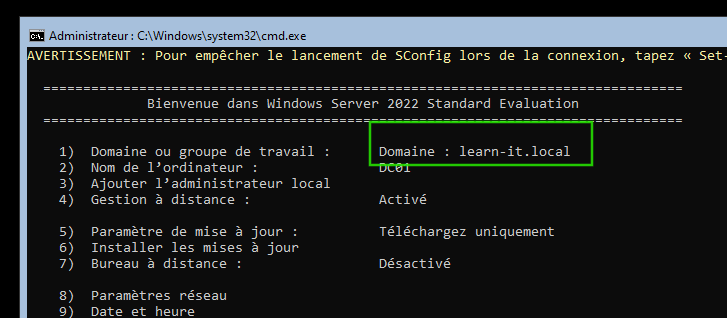 Administrateur : C:\Windows\system32\cmd.exe
AVERTISSEMENT : Pour empêcher le lancement de SConfig lors de la connexion, tapez « Set-
================================================================================
Bienvenue dans Windows Server 2022 Standard Evaluation
================================================================================
1) Domaine ou groupe de travail : Domaine : learn-it.local
2) Nom de l’ordinateur : DC01
3) Ajouter l’administrateur local
4) Gestion à distance : Activé
5) Paramètre de mise à jour : Téléchargez uniquement
6) Installer les mises à jour
7) Bureau à distance : Désactivé
8) Paramètres réseau
9) Date et heure